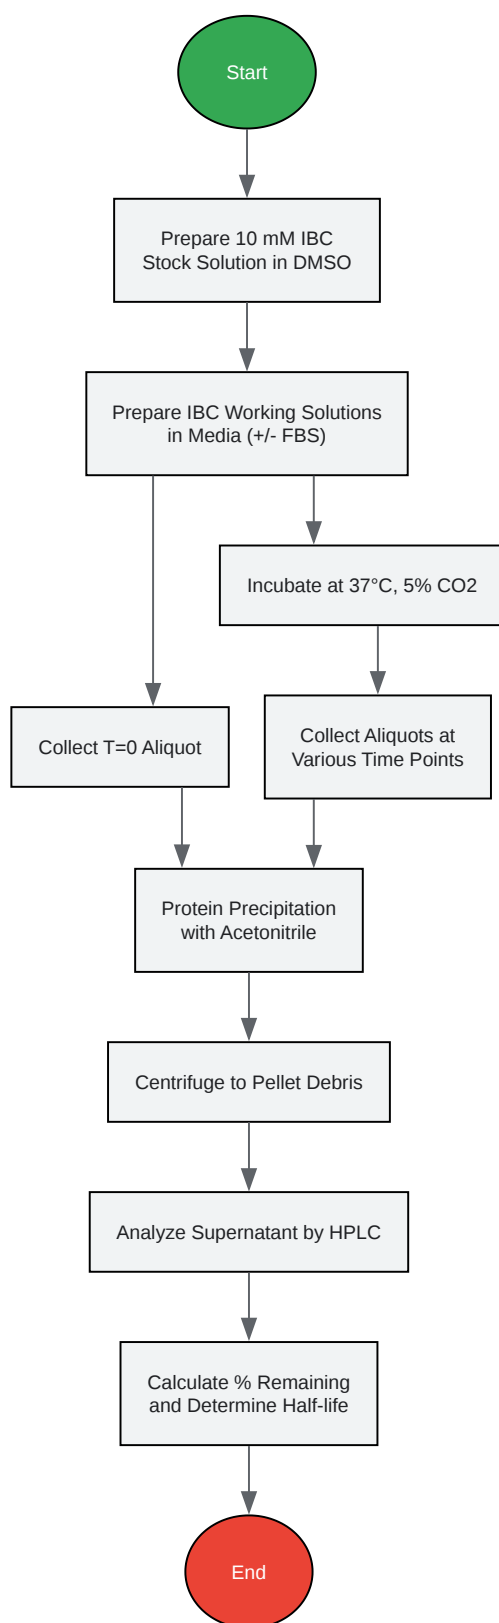 Start
Prepare 10 mM IBC
Stock Solution in DMSO
Prepare IBC Working Solutions
in Media (+/- FBS)
Incubate at 37°C, 5% CO2
Collect T=0 Aliquot
Collect Aliquots at
Various Time Points
Protein Precipitation
with Acetonitrile
Centrifuge to Pellet Debris
Analyze Supernatant by HPLC
Calculate % Remaining
and Determine Half-life
End